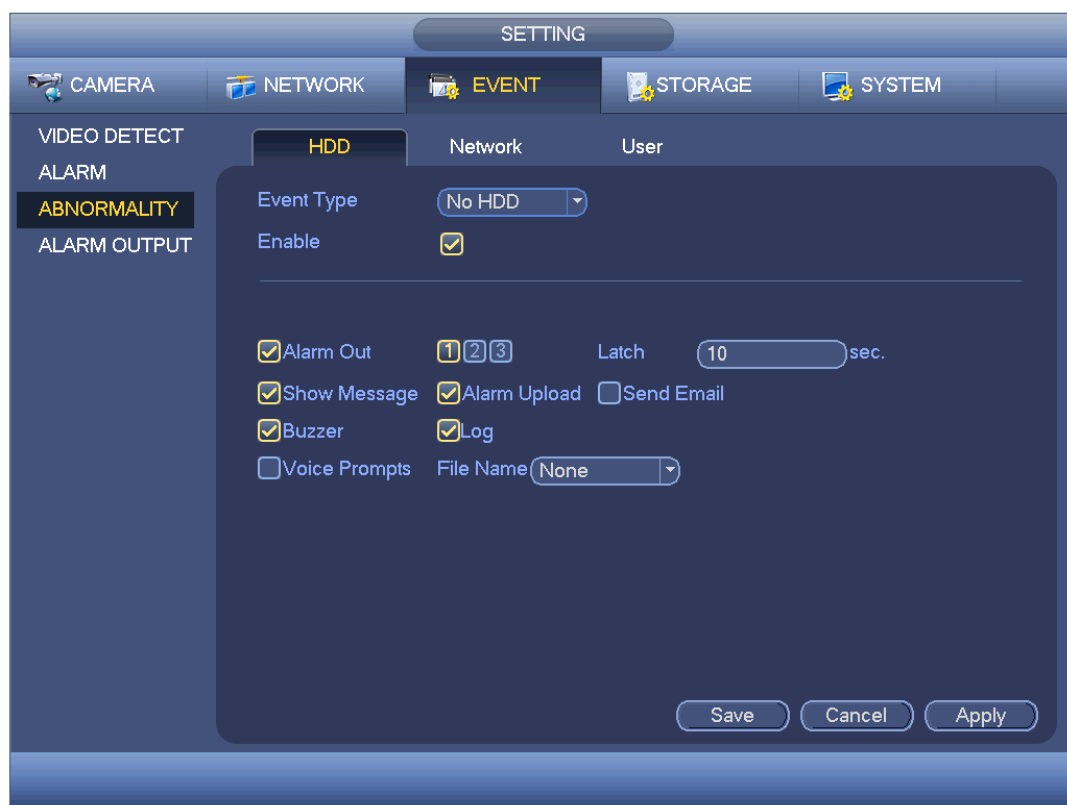 SETTING
CAMERA NETWORK EVENT STORAGE SYSTEM
VIDEO DETECT
ALARM
ABNORMALITY
ALARM OUTPUT
HDD Network User
Event Type No HDD
Enable
Alarm Out 1 2 3 Latch 10 sec.
Show Message Alarm Upload Send Email
Buzzer Log
Voice Prompts File Name None
Save Cancel Apply